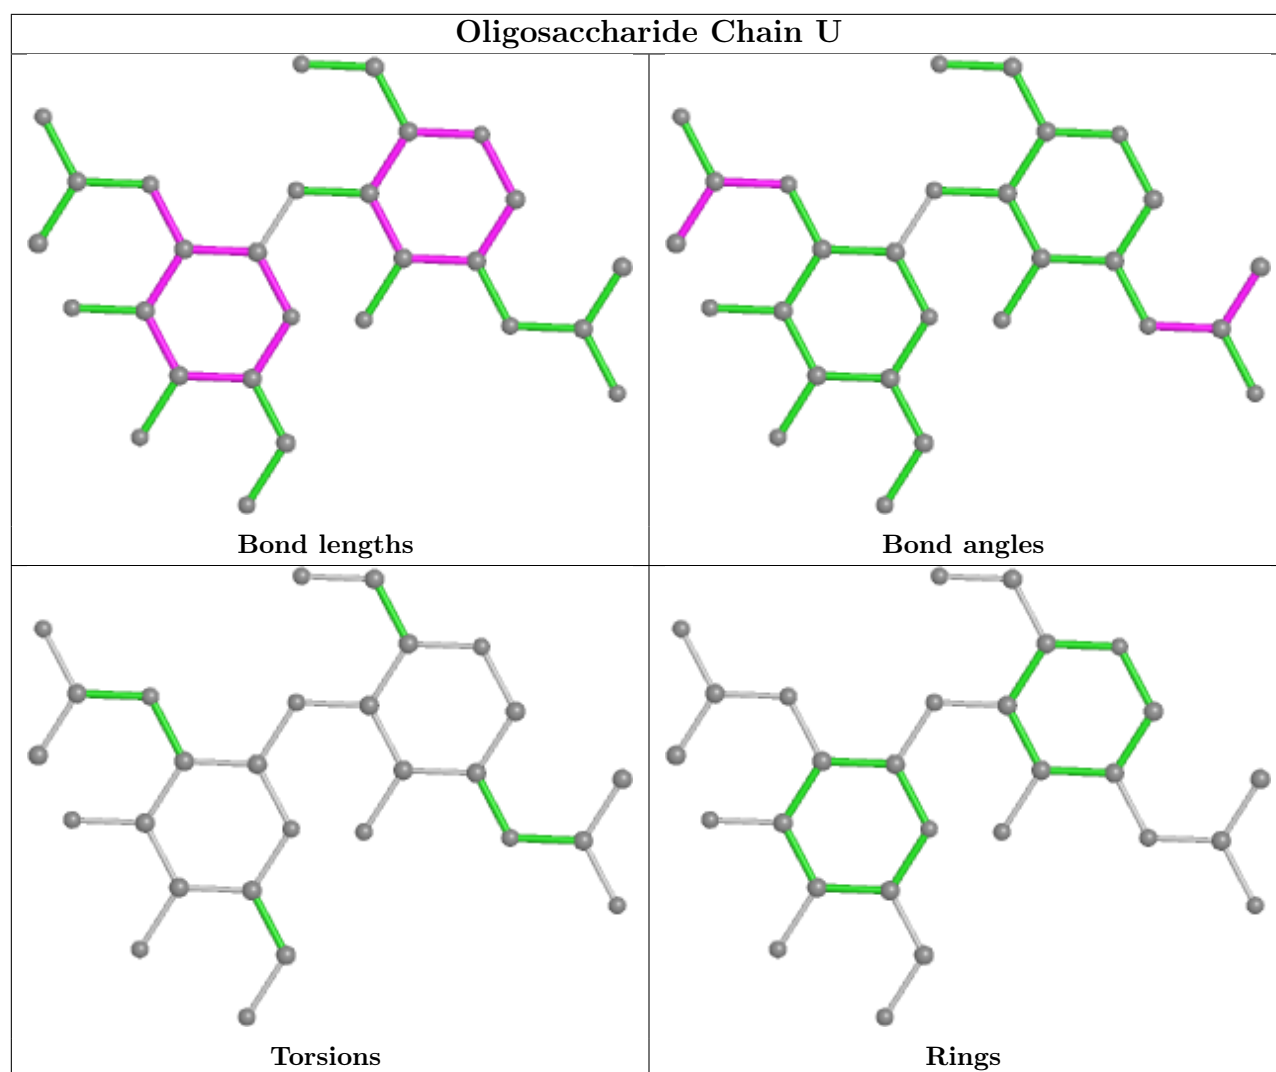 Oligosaccharide Chain U
Bond lengths
Bond angles
Torsions
Rings